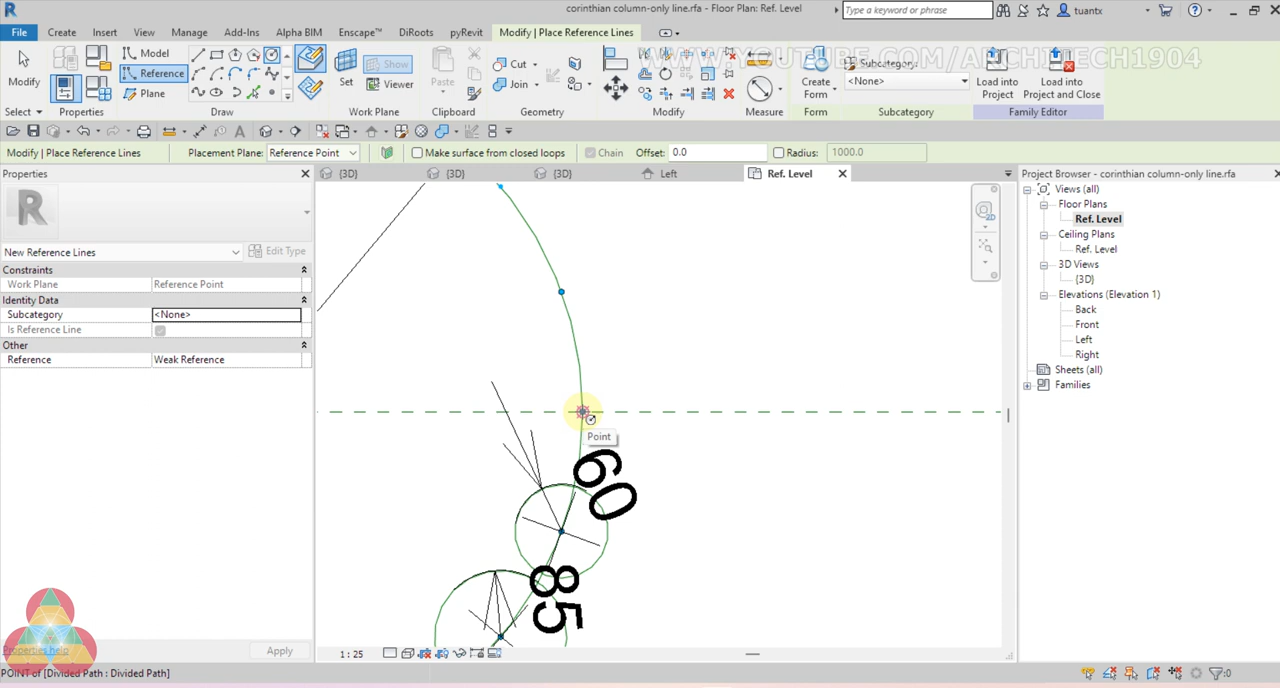 corinthian column-only line.rfa - Floor Plan: Ref. Level
Type a keyword or phrase
tuantx
File Create Insert View Manage Add-Ins Alpha BIM Enscape™ DiRoots pyRevit Modify | Place Reference Lines
WWW.YOUTUBE.COM/ARCHITECH1904
Modify
Model
Reference
Plane
Set
Show
Viewer
Paste
Cut
Join
Create Form
Subcategory:
<None>
Load into Project
Load into Project and Close
Select Properties Draw Work Plane Clipboard Geometry Modify Measure Form Subcategory Family Editor
Modify | Place Reference Lines Placement Plane: Reference Point Make surface from closed loops Chain Offset: 0.0 Radius: 1000.0
Properties
{3D} {3D} {3D} Left Ref. Level
Project Browser - corinthian column-only line.rfa
R
New Reference Lines Edit Type
Constraints
Work Plane Reference Point
Identity Data
Subcategory <None>
Is Reference Line
Other
Reference Weak Reference
Properties help Apply
Point
60
85
2D
Views (all)
Floor Plans
Ref. Level
Ceiling Plans
Ref. Level
3D Views
{3D}
Elevations (Elevation 1)
Back
Front
Left
Right
Sheets (all)
Families
1 : 25
POINT of [Divided Path : Divided Path]
:0